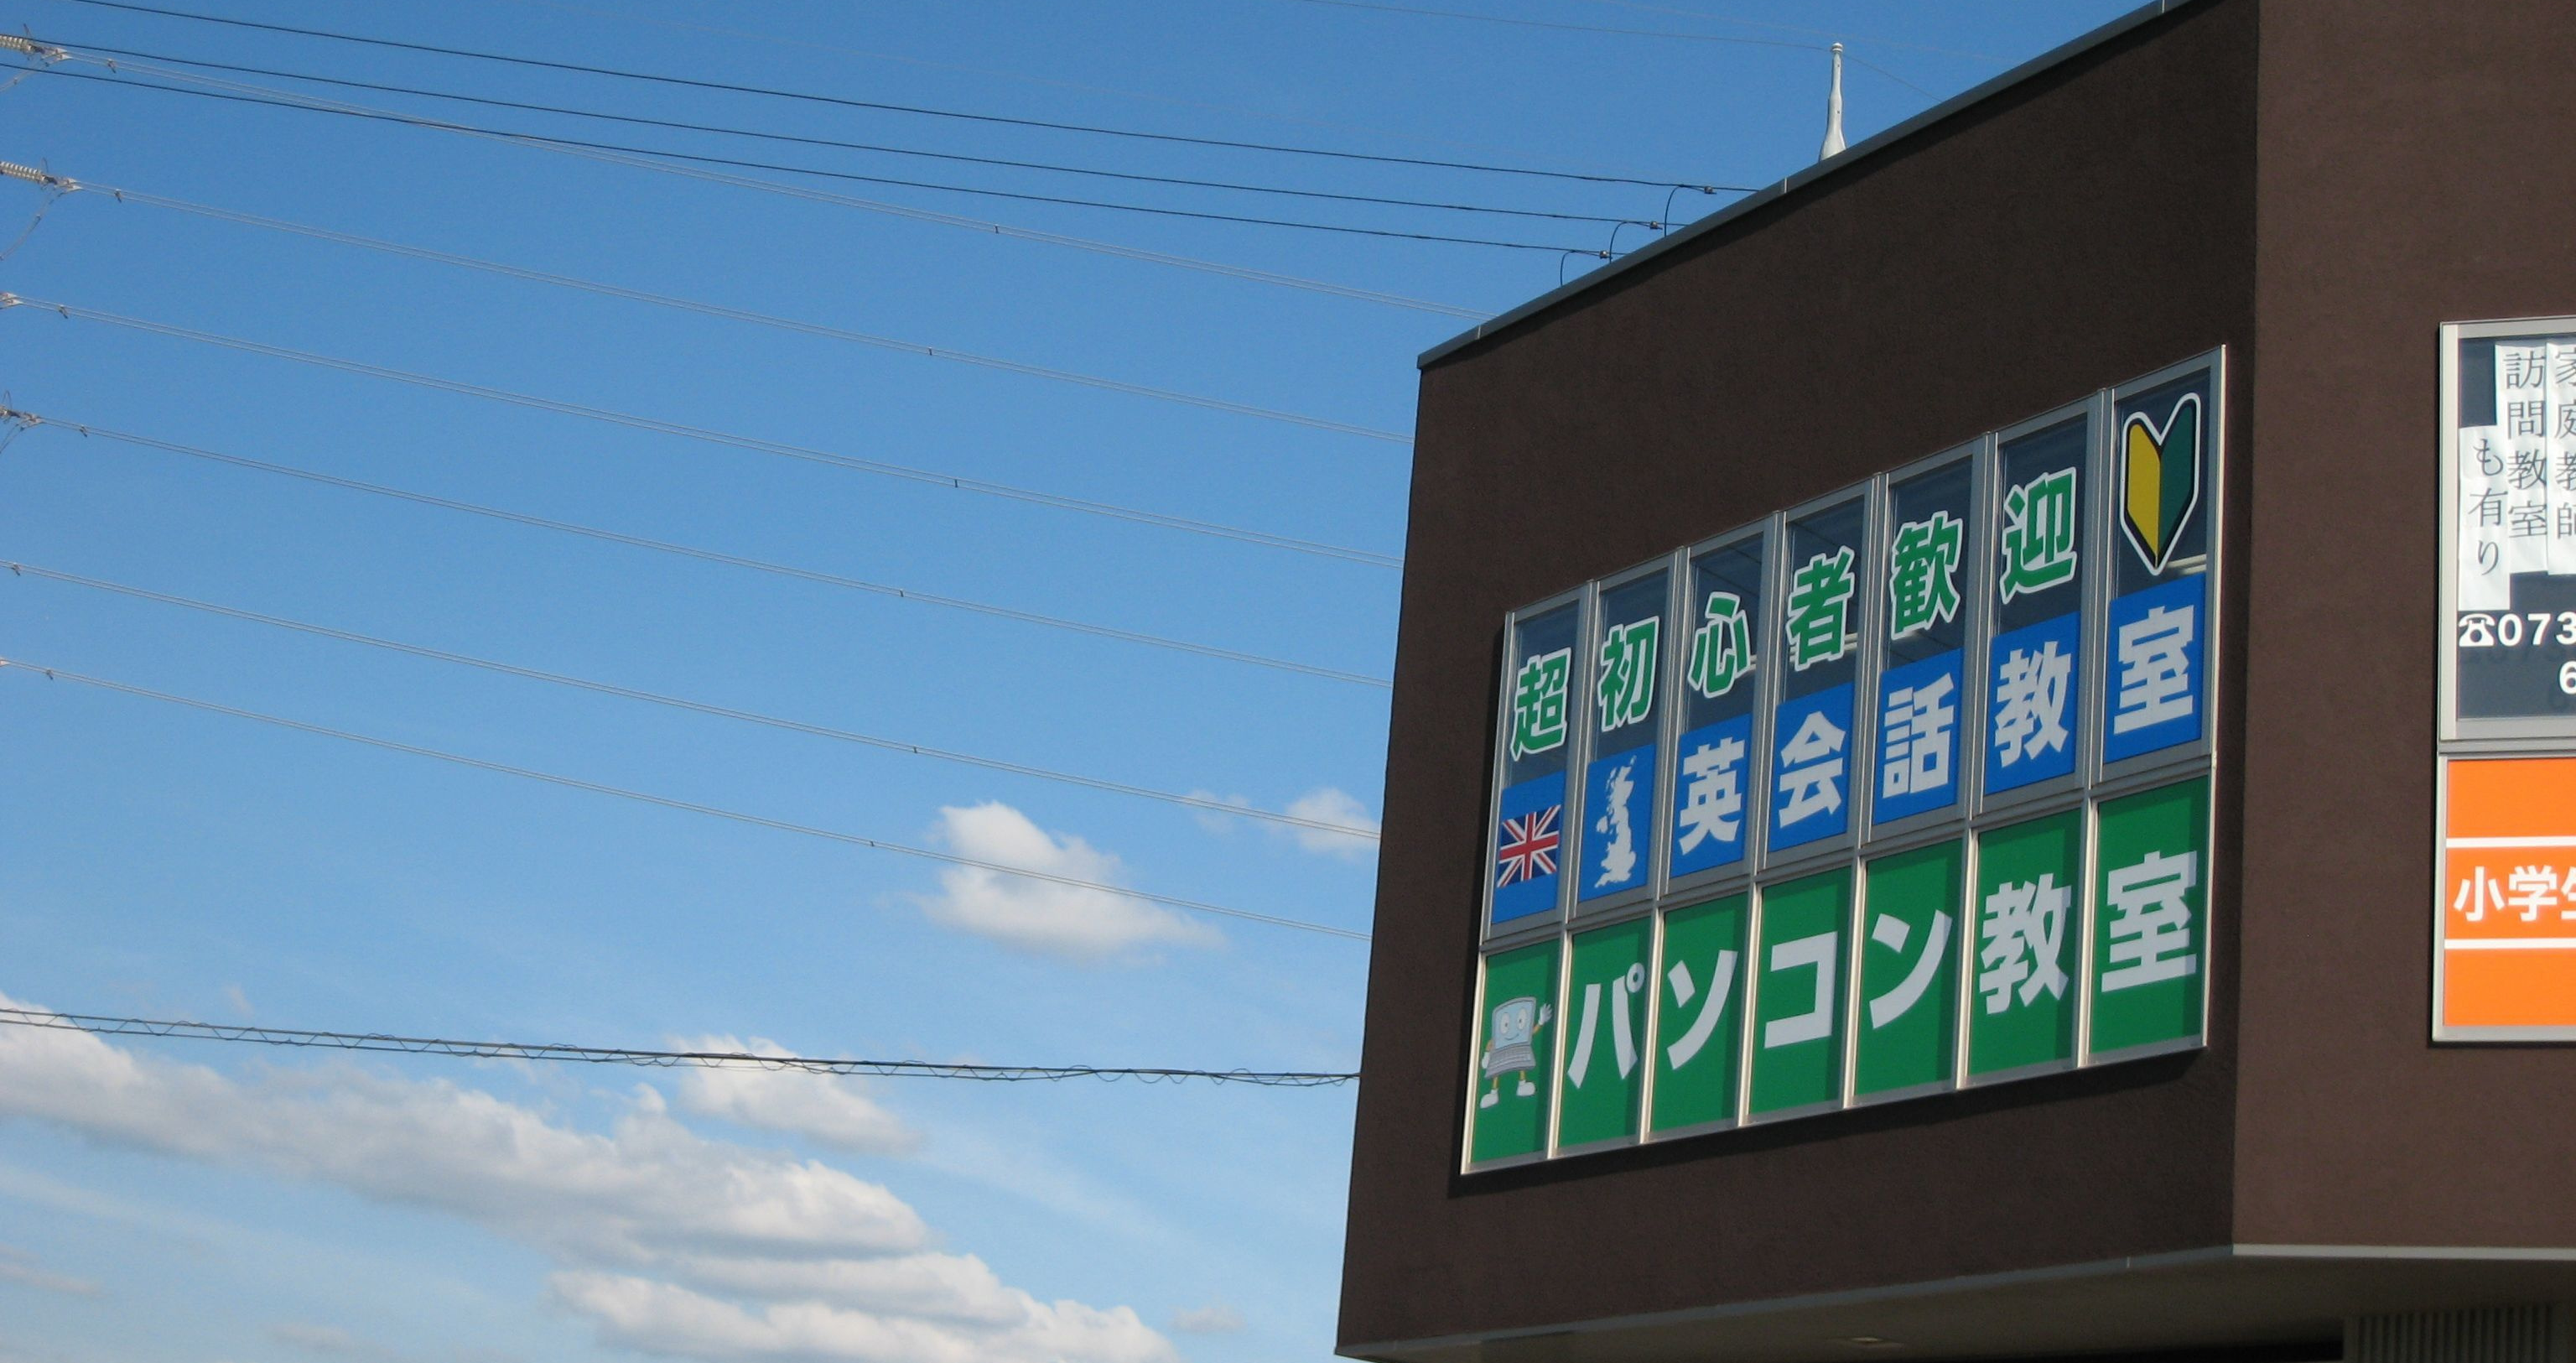 超初心者歓迎
英会話教室
パソコン教室
家庭教師
訪問教室
も有り
☎073
6
小学生